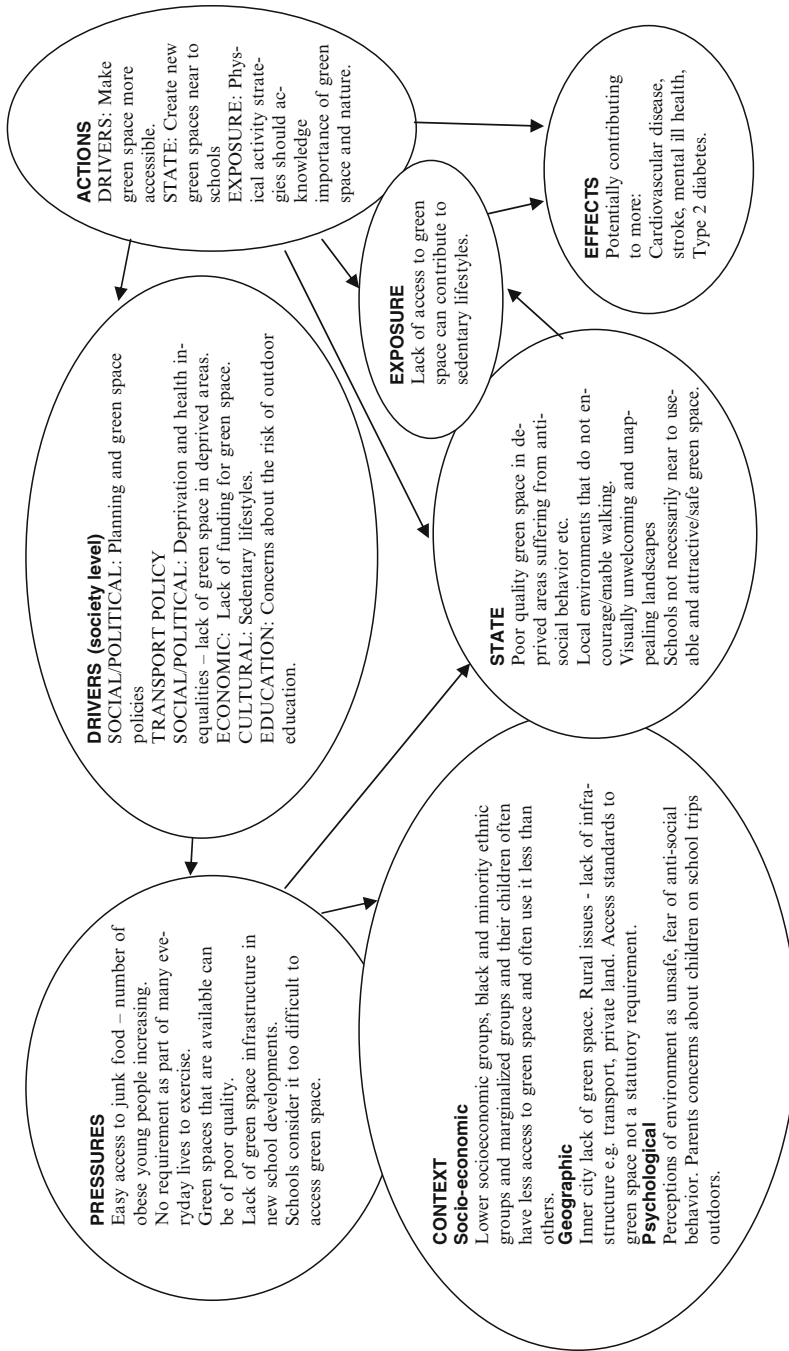 PRESSURES
Easy access to junk food – number of
obese young people increasing.
No requirement as part of many eve-
ryday lives to exercise.
Green spaces that are available can
be of poor quality.
Lack of green space infrastructure in
new school developments.
Schools consider it too difficult to
access green space.
DRIVERS (society level)
SOCIAL/POLITICAL: Planning and green space
policies
TRANSPORT POLICY
SOCIAL/POLITICAL: Deprivation and health in-
equalities – lack of green space in deprived areas.
ECONOMIC: Lack of funding for green space.
CULTURAL: Sedentary lifestyles.
EDUCATION: Concerns about the risk of outdoor
education.
ACTIONS
DRIVERS: Make
green space more
accessible.
STATE: Create new
green spaces near to
schools
EXPOSURE: Phys-
ical activity strate-
gies should ac-
knowledge
importance of green
space and nature.
CONTEXT
Socio-economic
Lower socioeconomic groups, black and minority ethnic
groups and marginalized groups and their children often
have less access to green space and often use it less than
others.
Geographic
Inner city lack of green space. Rural issues - lack of infra-
structure e.g. transport, private land. Access standards to
green space not a statutory requirement.
Psychological
Perceptions of environment as unsafe, fear of anti-social
behavior. Parents concerns about children on school trips
outdoors.
STATE
Poor quality green space in de-
prived areas suffering from anti-
social behavior etc.
Local environments that do not en-
courage/enable walking.
Visually unwelcoming and unap-
pealing landscapes
Schools not necessarily near to use-
able and attractive/safe green space.
EXPOSURE
Lack of access to green
space can contribute to
sedentary lifestyles.
EFFECTS
Potentially contributing
to more:
Cardiovascular disease,
stroke, mental ill health,
Type 2 diabetes.